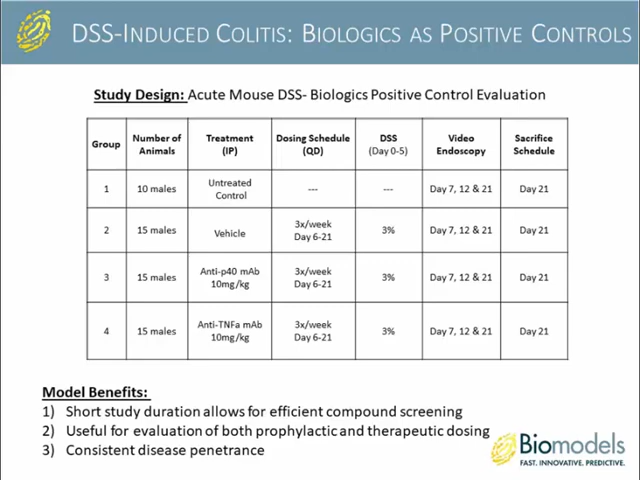 DSS-INDUCED COLITIS: BIOLOGICS AS POSITIVE CONTROLS
Study Design: Acute Mouse DSS- Biologics Positive Control Evaluation
Group | Number of Animals | Treatment (IP) | Dosing Schedule (QD) | DSS (Day 0-5) | Video Endoscopy | Sacrifice Schedule
1 | 10 males | Untreated Control | --- | --- | Day 7, 12 & 21 | Day 21
2 | 15 males | Vehicle | 3x/week Day 6-21 | 3% | Day 7, 12 & 21 | Day 21
3 | 15 males | Anti-p40 mAb 10mg/kg | 3x/week Day 6-21 | 3% | Day 7, 12 & 21 | Day 21
4 | 15 males | Anti-TNFa mAb 10mg/kg | 3x/week Day 6-21 | 3% | Day 7, 12 & 21 | Day 21
Model Benefits:
1) Short study duration allows for efficient compound screening
2) Useful for evaluation of both prophylactic and therapeutic dosing
3) Consistent disease penetrance
Biomodels
FAST. INNOVATIVE. PREDICTIVE.